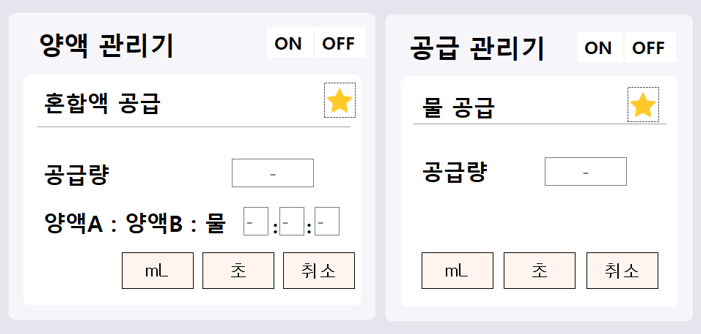 양액 관리기 ON OFF
혼합액 공급
공급량 -
양액A : 양액B : 물 - : - : -
mL 초 취소
공급 관리기 ON OFF
물 공급
공급량 -
mL 초 취소